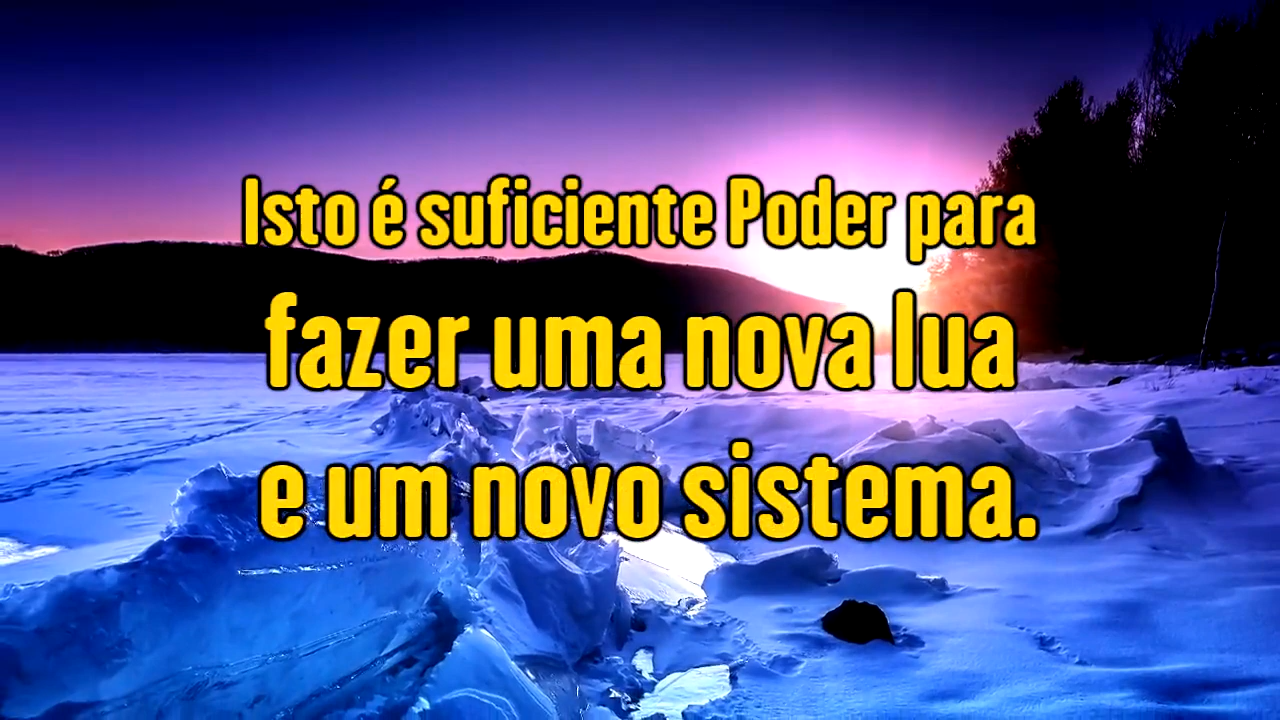 Isto é suficiente Poder para
fazer uma nova lua
e um novo sistema.